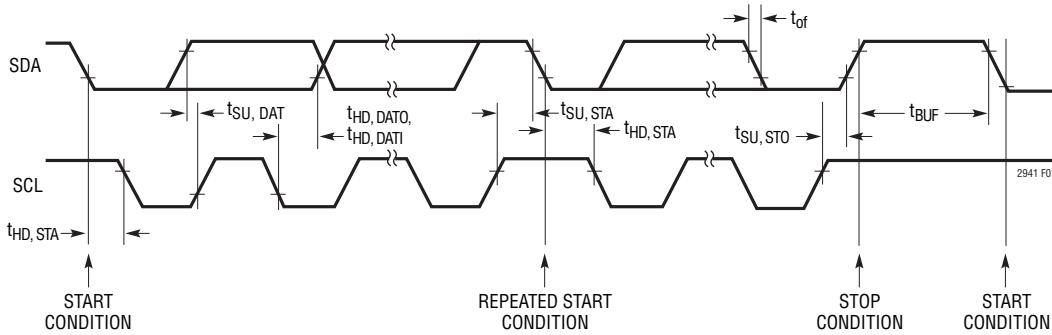 t_of
SDA
t_SU, DAT
t_HD, DATO,
t_HD, DATI
t_SU, STA
t_HD, STA
t_SU, STO
t_BUF
SCL
2941 F0
t_HD, STA
START
CONDITION
REPEATED START
CONDITION
STOP
CONDITION
START
CONDITION